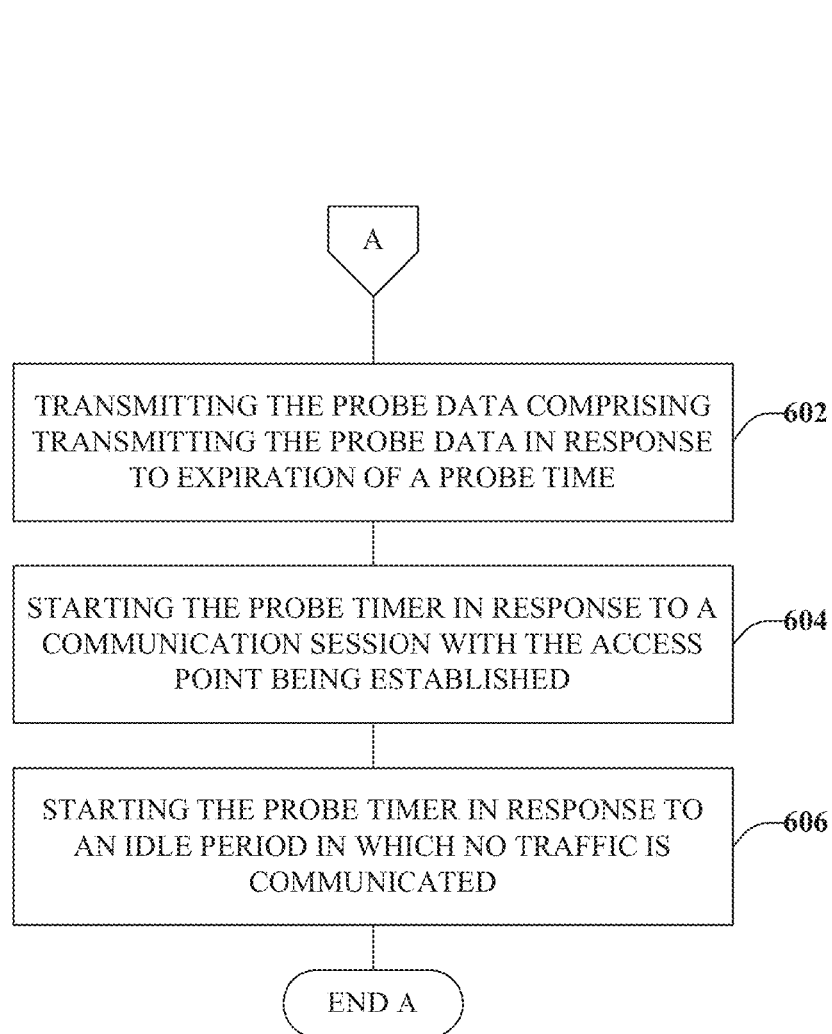 A
TRANSMITTING THE PROBE DATA COMPRISING
TRANSMITTING THE PROBE DATA IN RESPONSE
TO EXPIRATION OF A PROBE TIME
602
STARTING THE PROBE TIMER IN RESPONSE TO A
COMMUNICATION SESSION WITH THE ACCESS
POINT BEING ESTABLISHED
604
STARTING THE PROBE TIMER IN RESPONSE TO
AN IDLE PERIOD IN WHICH NO TRAFFIC IS
COMMUNICATED
606
END A